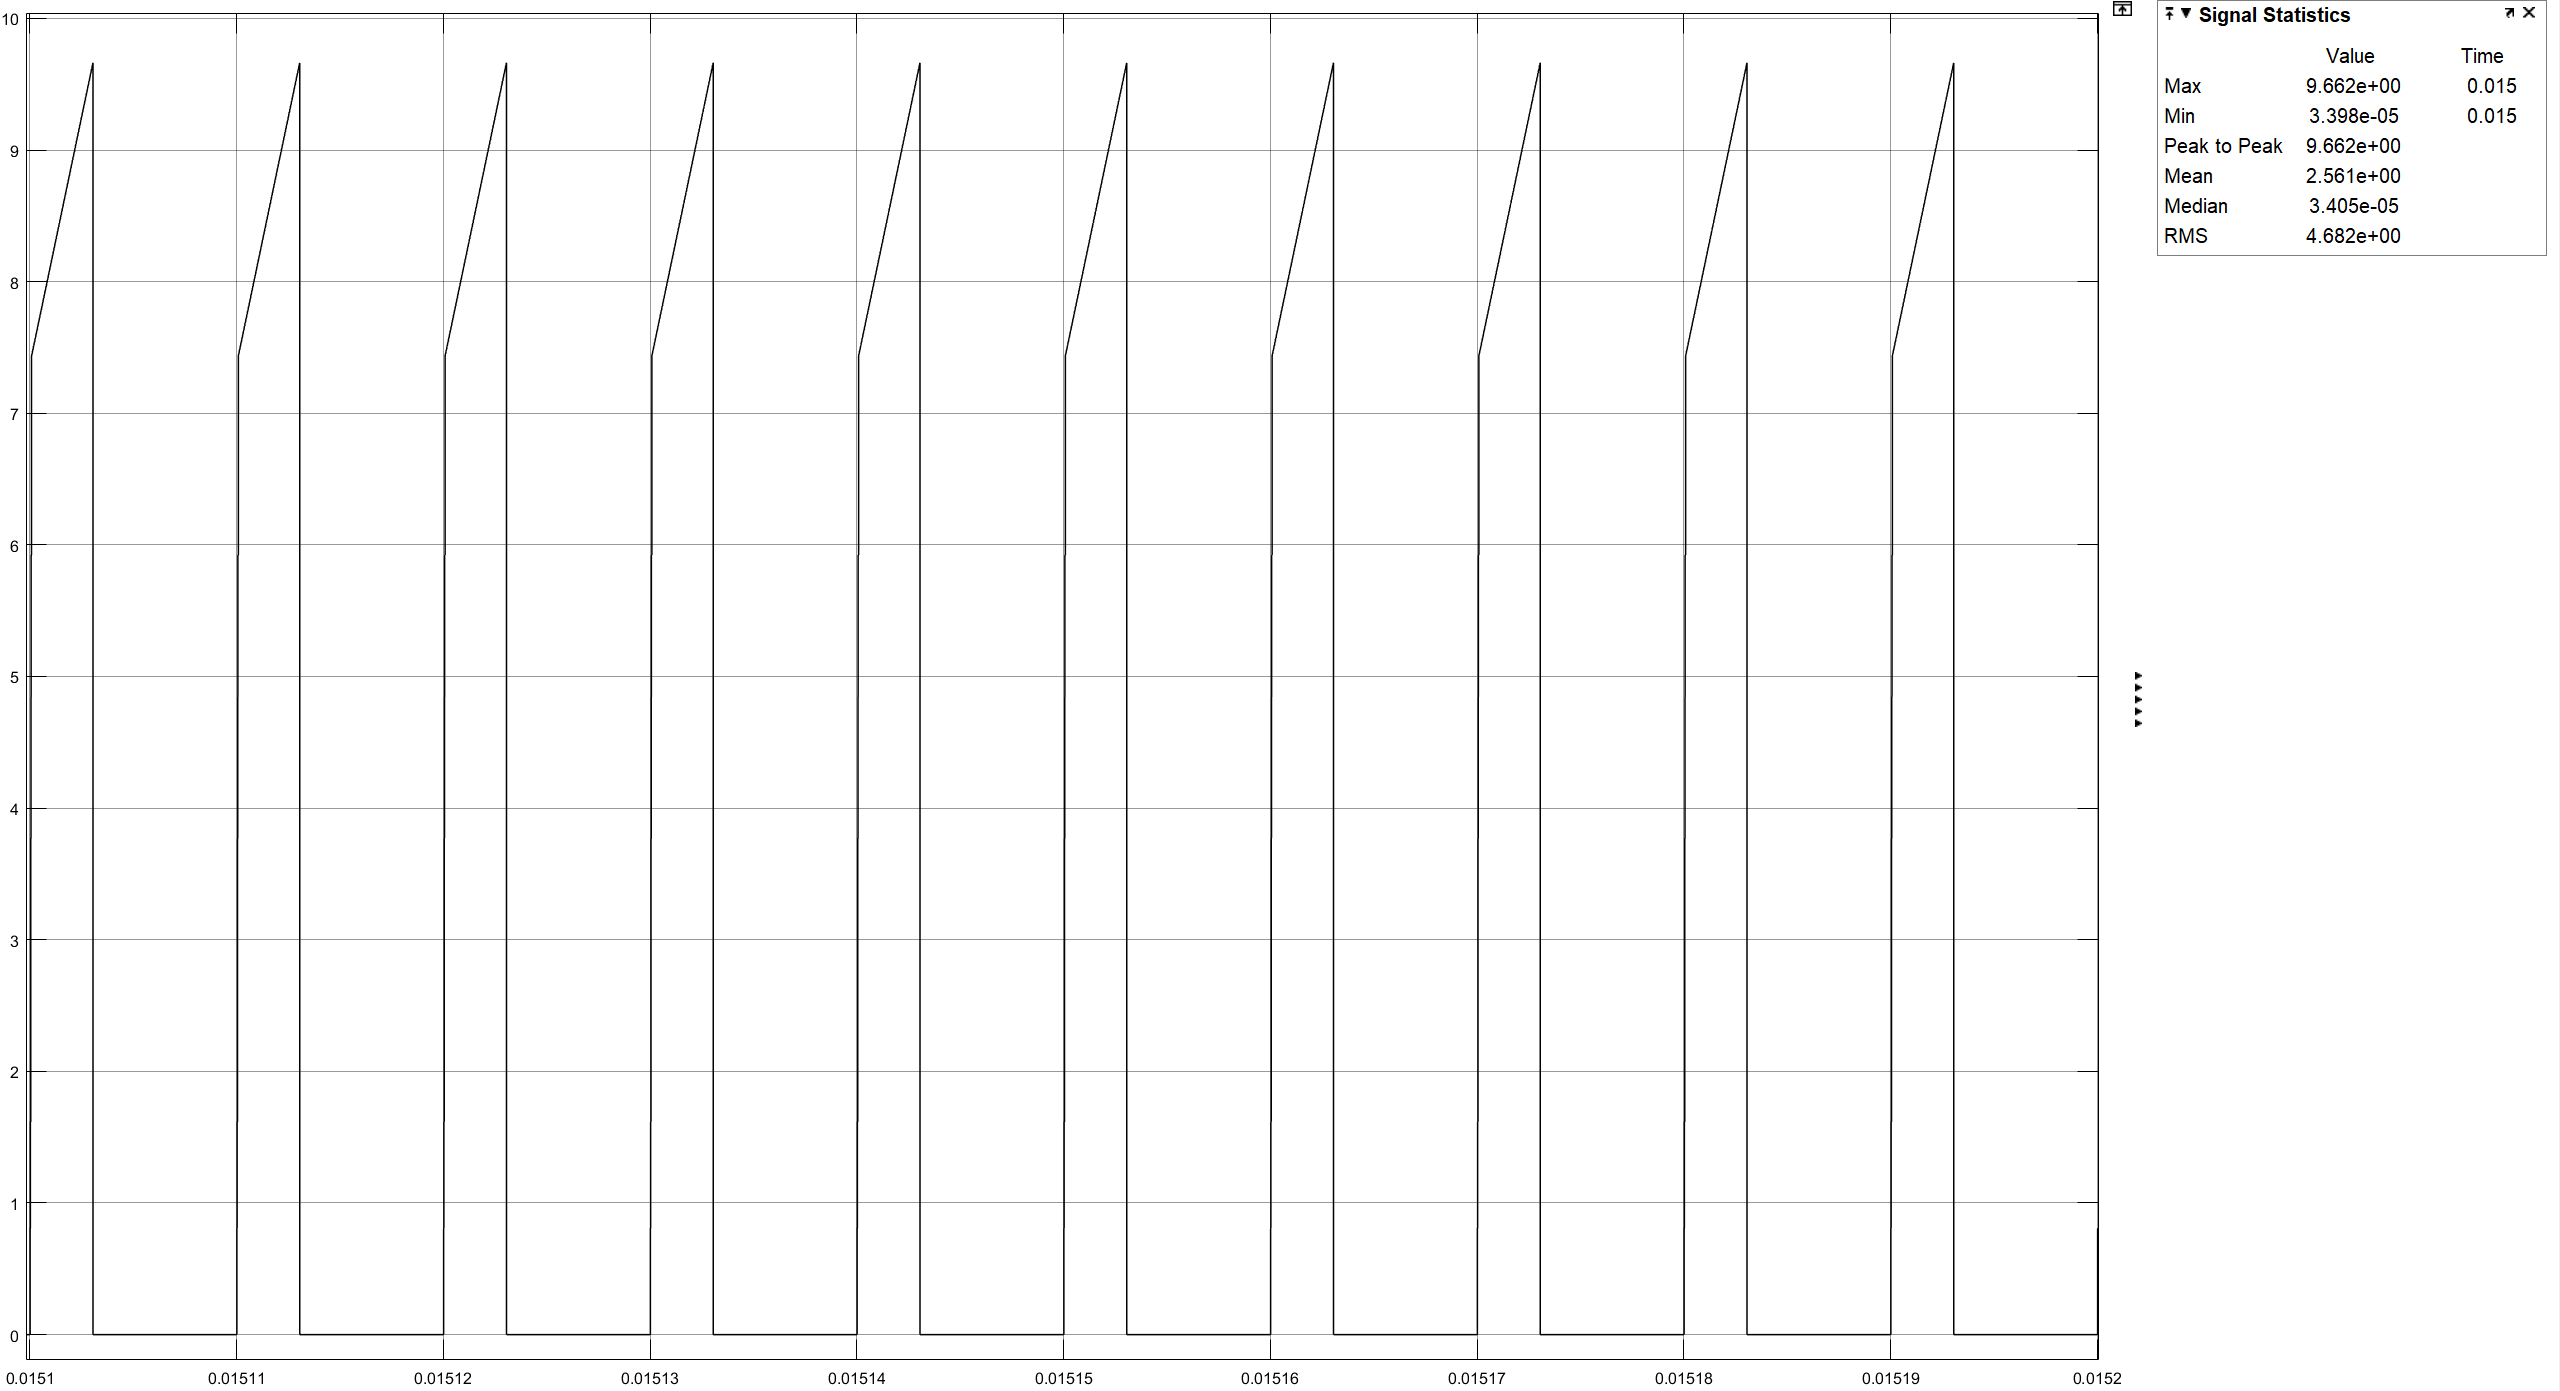 10
9
8
7
6
5
4
3
2
1
0
0.0151 0.01511 0.01512 0.01513 0.01514 0.01515 0.01516 0.01517 0.01518 0.01519 0.0152
Signal Statistics
Value Time
Max 9.662e+00 0.015
Min 3.398e-05 0.015
Peak to Peak 9.662e+00
Mean 2.561e+00
Median 3.405e-05
RMS 4.682e+00